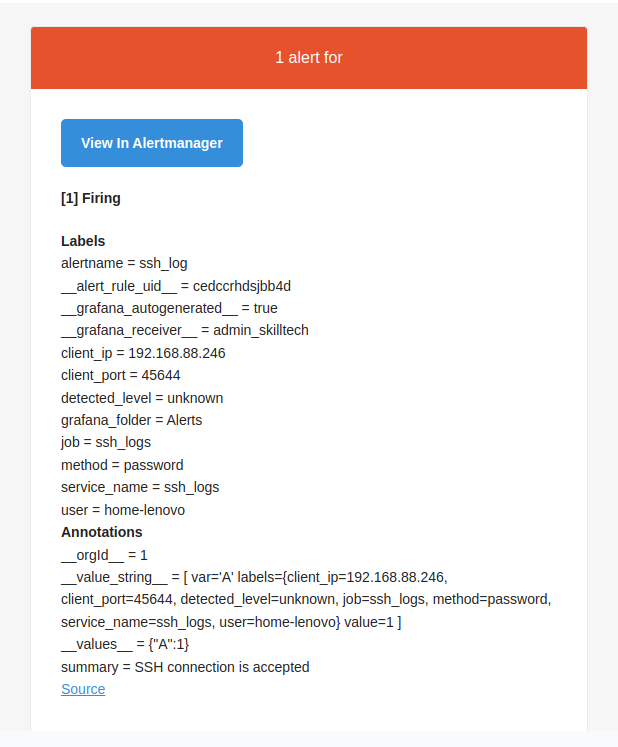 1 alert for
View In Alertmanager
[1] Firing
Labels
alertname = ssh_log
__alert_rule_uid__ = cedccrhdsjbb4d
__grafana_autogenerated__ = true
__grafana_receiver__ = admin_skilltech
client_ip = 192.168.88.246
client_port = 45644
detected_level = unknown
grafana_folder = Alerts
job = ssh_logs
method = password
service_name = ssh_logs
user = home-lenovo
Annotations
__orgId__ = 1
__value_string__ = [ var='A' labels={client_ip=192.168.88.246,
client_port=45644, detected_level=unknown, job=ssh_logs, method=password,
service_name=ssh_logs, user=home-lenovo} value=1 ]
__values__ = {"A":1}
summary = SSH connection is accepted
Source